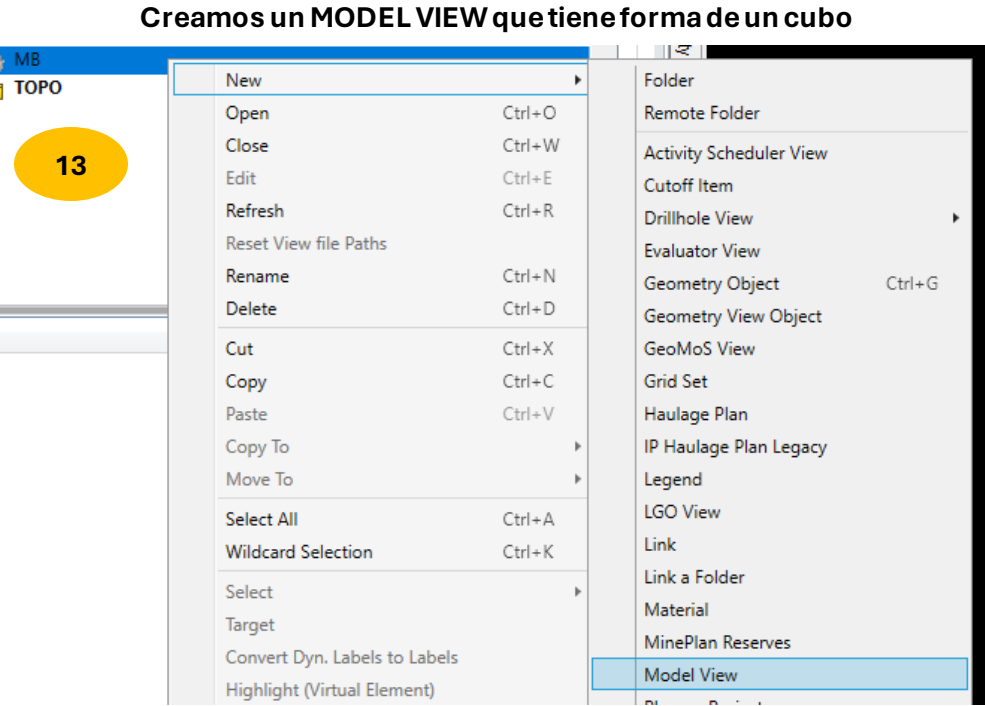 Creamos un MODEL VIEW que tiene forma de un cubo
MB
TOPO
13
New
Open Ctrl+O
Close Ctrl+W
Edit Ctrl+E
Refresh Ctrl+R
Reset View file Paths
Rename Ctrl+N
Delete Ctrl+D
Cut Ctrl+X
Copy Ctrl+C
Paste Ctrl+V
Copy To
Move To
Select All Ctrl+A
Wildcard Selection Ctrl+K
Select
Target
Convert Dyn. Labels to Labels
Highlight (Virtual Element)
Folder
Remote Folder
Activity Scheduler View
Cutoff Item
Drillhole View
Evaluator View
Geometry Object Ctrl+G
Geometry View Object
GeoMoS View
Grid Set
Haulage Plan
IP Haulage Plan Legacy
Legend
LGO View
Link
Link a Folder
Material
MinePlan Reserves
Model View